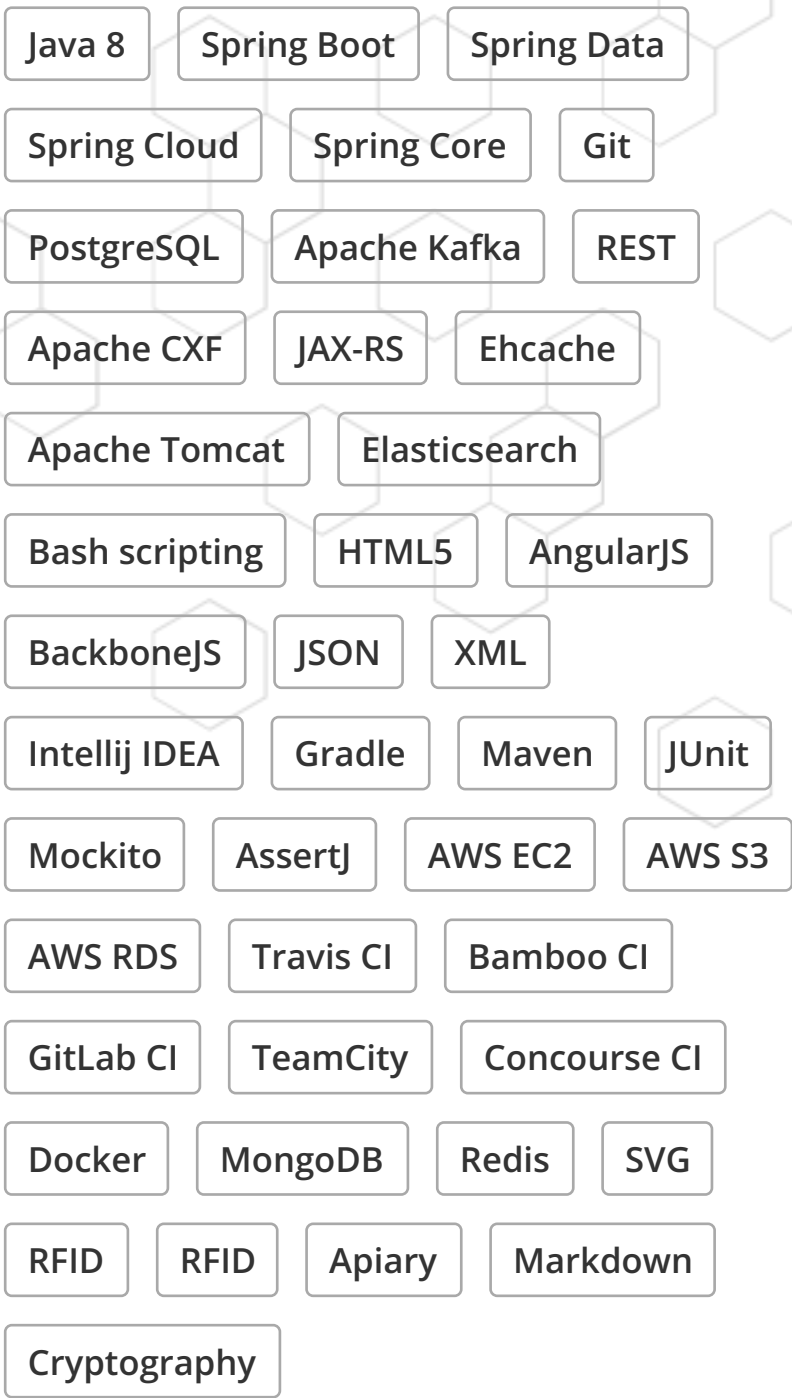 Java 8 Spring Boot Spring Data
Spring Cloud Spring Core Git
PostgreSQL Apache Kafka REST
Apache CXF JAX-RS Ehcache
Apache Tomcat Elasticsearch
Bash scripting HTML5 AngularJS
BackboneJS JSON XML
Intellij IDEA Gradle Maven JUnit
Mockito AssertJ AWS EC2 AWS S3
AWS RDS Travis CI Bamboo CI
GitLab CI TeamCity Concourse CI
Docker MongoDB Redis SVG
RFID RFID Apiary Markdown
Cryptography